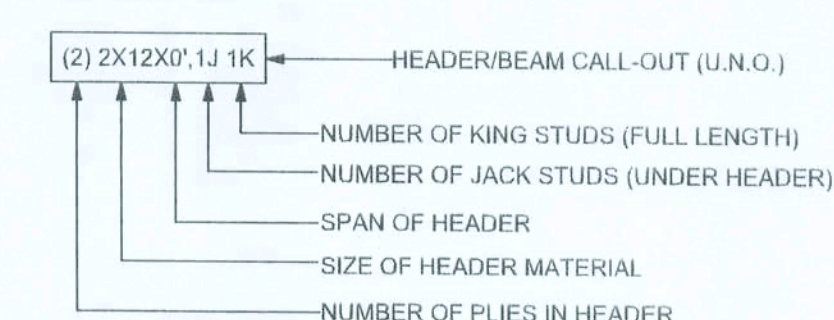 (2) 2X12X0',1J 1K
HEADER/BEAM CALL-OUT (U.N.O.)
NUMBER OF KING STUDS (FULL LENGTH)
NUMBER OF JACK STUDS (UNDER HEADER)
SPAN OF HEADER
SIZE OF HEADER MATERIAL
NUMBER OF PLIES IN HEADER